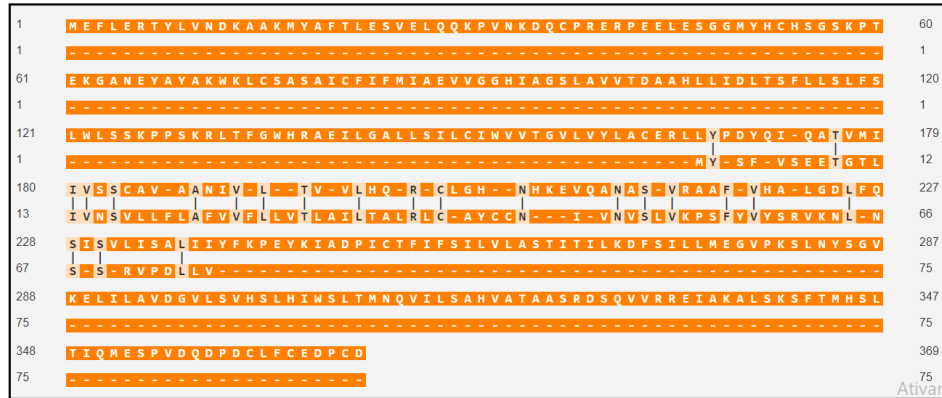 1 MEFLERTYLVNDKAAKMYAFTLESVELQQKPVNKDQCPRERPEELESGGMYHCHSGSKPT 60
1 ------------------------------------------------------------ 1
61 EKGANEYAYAKWKLCSASAICFIFMIAEVVGGHIAGSLAVVTDAAHLLIDLTSFLLSLFS 120
1 ------------------------------------------------------------ 1
121 LWLSSKPPSKRLTFGWHRAEILGALLSILCIWVVTGVLVYLACERLLYPDYQI-QATVMI 179
1 ----------------------------------------------MY-SF-VSEETGTL 12
180 IVSSCAV-AANIV-L--TV-VLHQ-R-CLGH--NHKEVQANAS-VRAAF-VHA-LGDLFQ 227
13 IVNSVLLFLAFVVFLLVTLAILTALRLC-AYCCN---I-VNVSLVKPSFYVYSRVKNL-N 66
228 SISVLISALIIYFKPEYKIADPICTFIFSILVLASTITILKDFSILLMEGVPKSLNYSGV 287
67 S-S-RVPDLLV------------------------------------------------- 75
288 KELILAVDGVLSVHSLHIWSLTMNQVILSAHVATAASRDSQVVRREIAKALSKSFTMHSL 347
75 ------------------------------------------------------------ 75
348 TIQMESPVDQDPDCLFCEDPCD 369
75 ---------------------- 75
Ativar